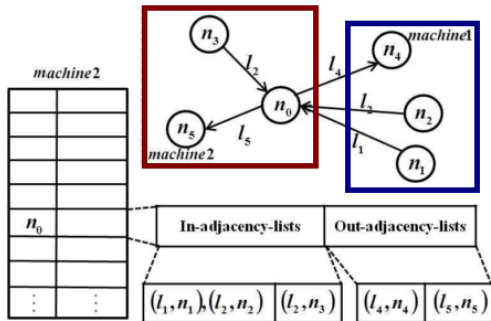 n₃
l₂
n₄
machine1
l₄
n₀
l₂
n₂
n₅
l₅
machine2
l₁
n₁
machine2
n₀
In-adjacency-lists
Out-adjacency-lists
(l₁,n₁),(l₂,n₂)
(l₂,n₃)
(l₄,n₄)
(l₅,n₅)
⋮
⋮